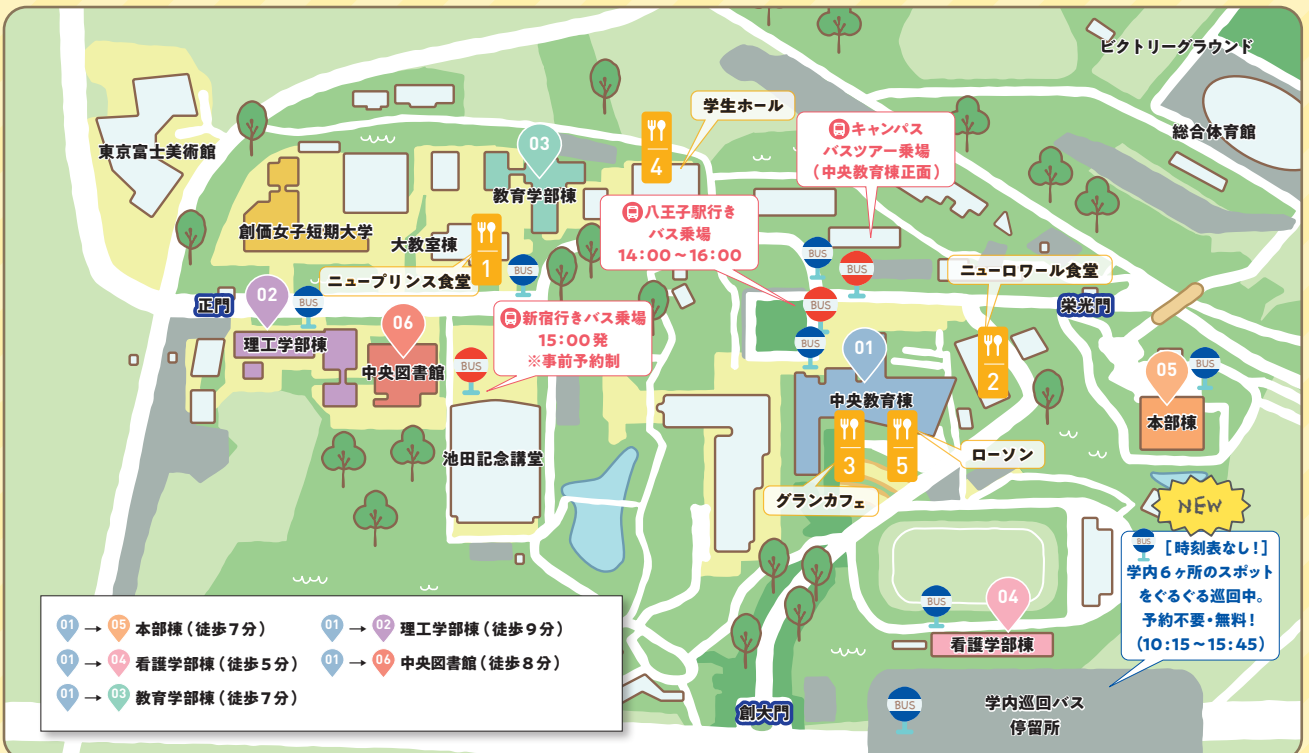 ビクトリーグラウンド
総合体育館
東京富士美術館
学生ホール
4
キャンパス
バスツアー乗場
(中央教育棟正面)
03
教育学部棟
創価女子短期大学
大教室棟
1
ニュープリンス食堂
BUS
八王子駅行き
バス乗場
14:00~16:00
BUS
BUS
BUS
BUS
ニューロワール食堂
2
栄光門
正門
02
BUS
理工学部棟
06
中央図書館
BUS
新宿行きバス乗場
15:00発
※事前予約制
池田記念講堂
01
中央教育棟
3
5
ローソン
グランカフェ
05
BUS
本部棟
NEW
BUS
[時刻表なし!]
学内6ヶ所のスポット
をぐるぐる巡回中。
予約不要・無料!
(10:15~15:45)
BUS
04
看護学部棟
創大門
BUS
学内巡回バス
停留所
01 → 05 本部棟(徒歩7分)
01 → 04 看護学部棟(徒歩5分)
01 → 03 教育学部棟(徒歩7分)
01 → 02 理工学部棟(徒歩9分)
01 → 06 中央図書館(徒歩8分)